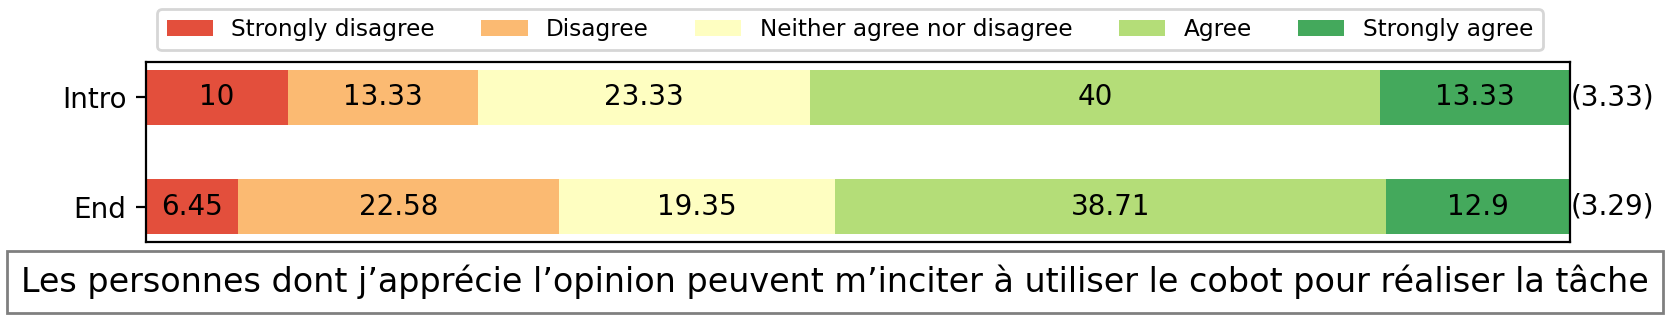 Strongly disagree Disagree Neither agree nor disagree Agree Strongly agree
Intro 10 13.33 23.33 40 13.33 (3.33)
End 6.45 22.58 19.35 38.71 12.9 (3.29)
Les personnes dont j’apprécie l’opinion peuvent m’inciter à utiliser le cobot pour réaliser la tâche